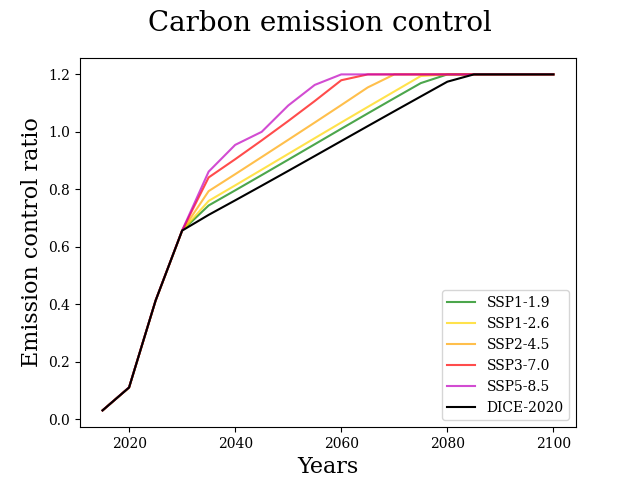 Carbon emission control
Emission control ratio
1.2
1.0
0.8
0.6
0.4
0.2
0.0
SSP1-1.9
SSP1-2.6
SSP2-4.5
SSP3-7.0
SSP5-8.5
DICE-2020
2020 2040 2060 2080 2100
Years